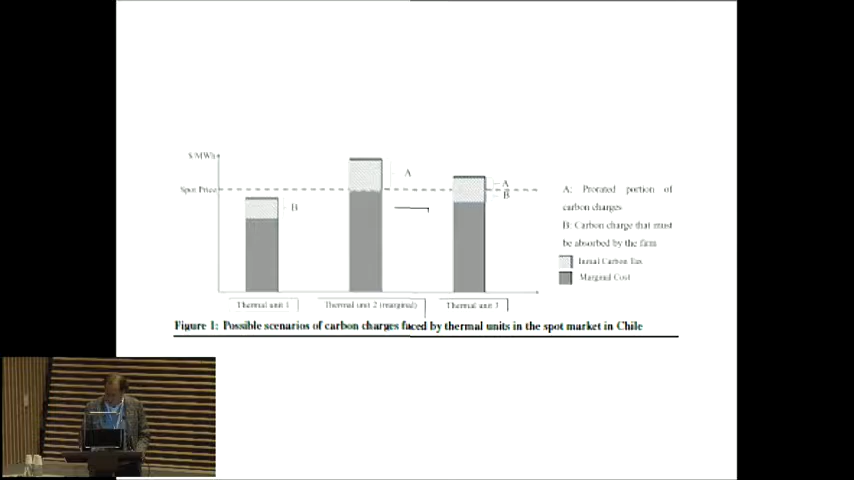 $/MWh
Spot Price
A
B
A
B
A: Prorated portion of
carbon charges
B: Carbon charge that must
be absorbed by the firm
Initial Carbon Tax
Marginal Cost
Thermal unit 1
Thermal unit 2 (marginal)
Thermal unit 3
Figure 1: Possible scenarios of carbon charges faced by thermal units in the spot market in Chile